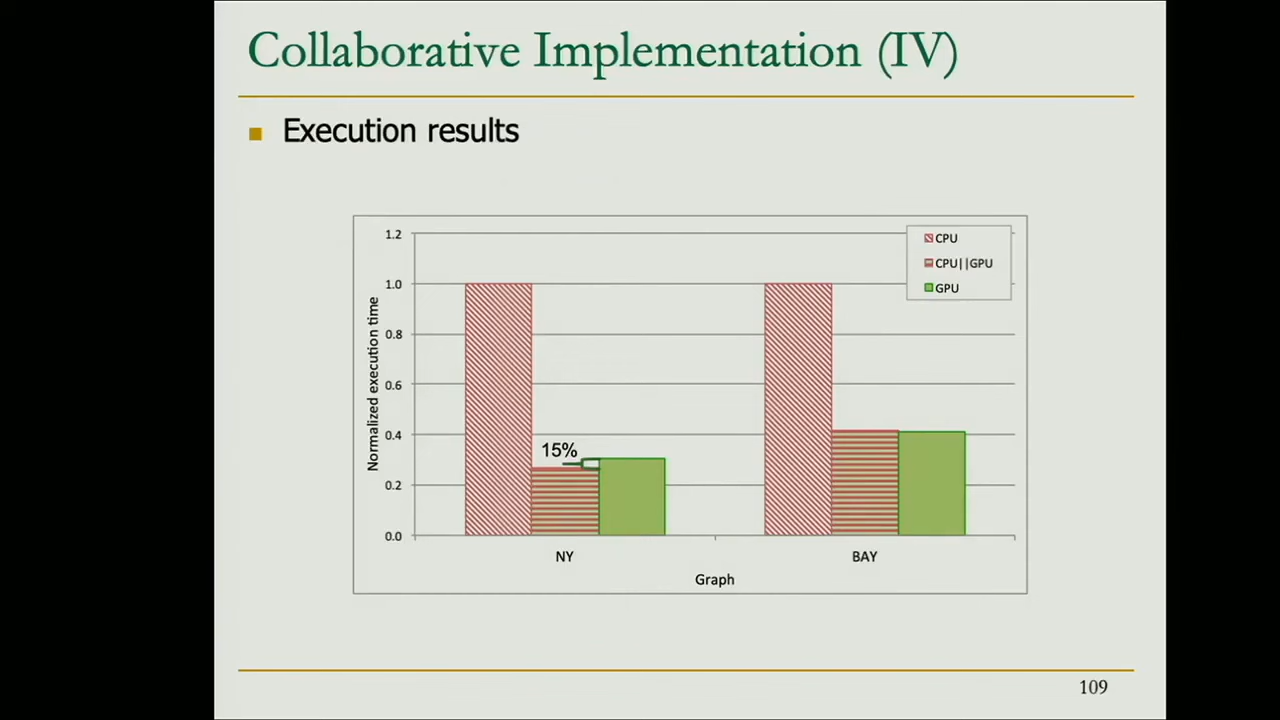 Collaborative Implementation (IV)
Execution results
1.2
1.0
0.8
0.6
0.4
0.2
0.0
Normalized execution time
CPU
CPU||GPU
GPU
15%
NY
BAY
Graph
109